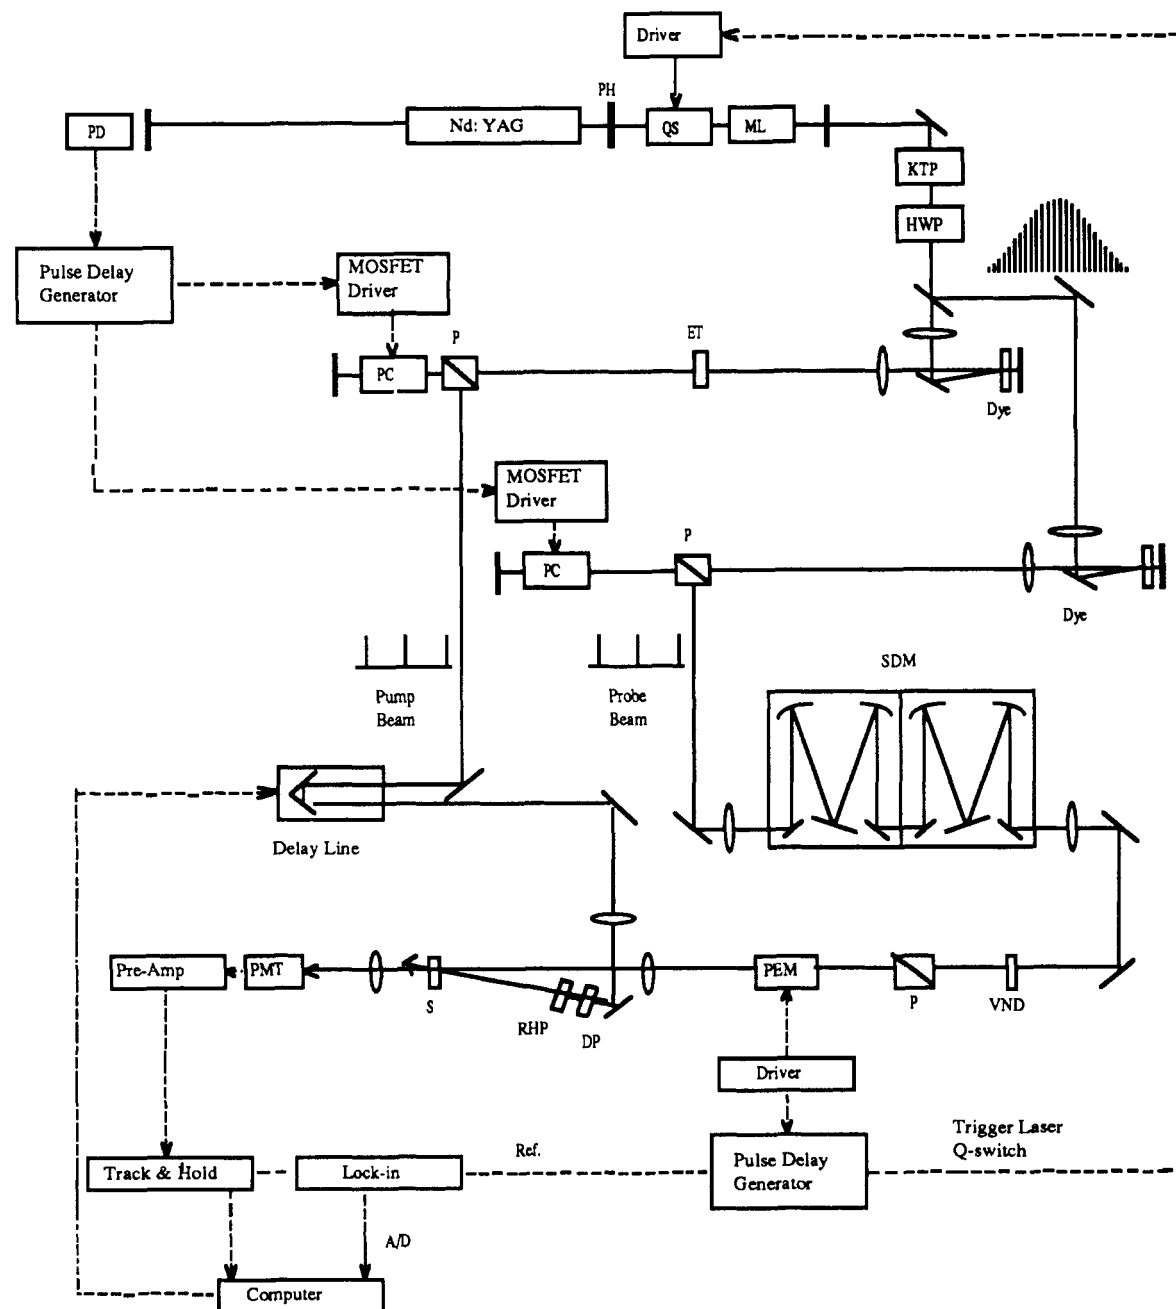 Driver
PH
PD
Nd: YAG
QS
ML
KTP
HWP
Pulse Delay
Generator
MOSFET
Driver
P
ET
PC
Dye
MOSFET
Driver
P
PC
Dye
SDM
Pump
Beam
Probe
Beam
Delay Line
Pre-Amp
PMT
PEM
S
P
VND
RHP
DP
Driver
Trigger Laser
Q-switch
Ref.
Track & Hold
Lock-in
Pulse Delay
Generator
A/D
Computer